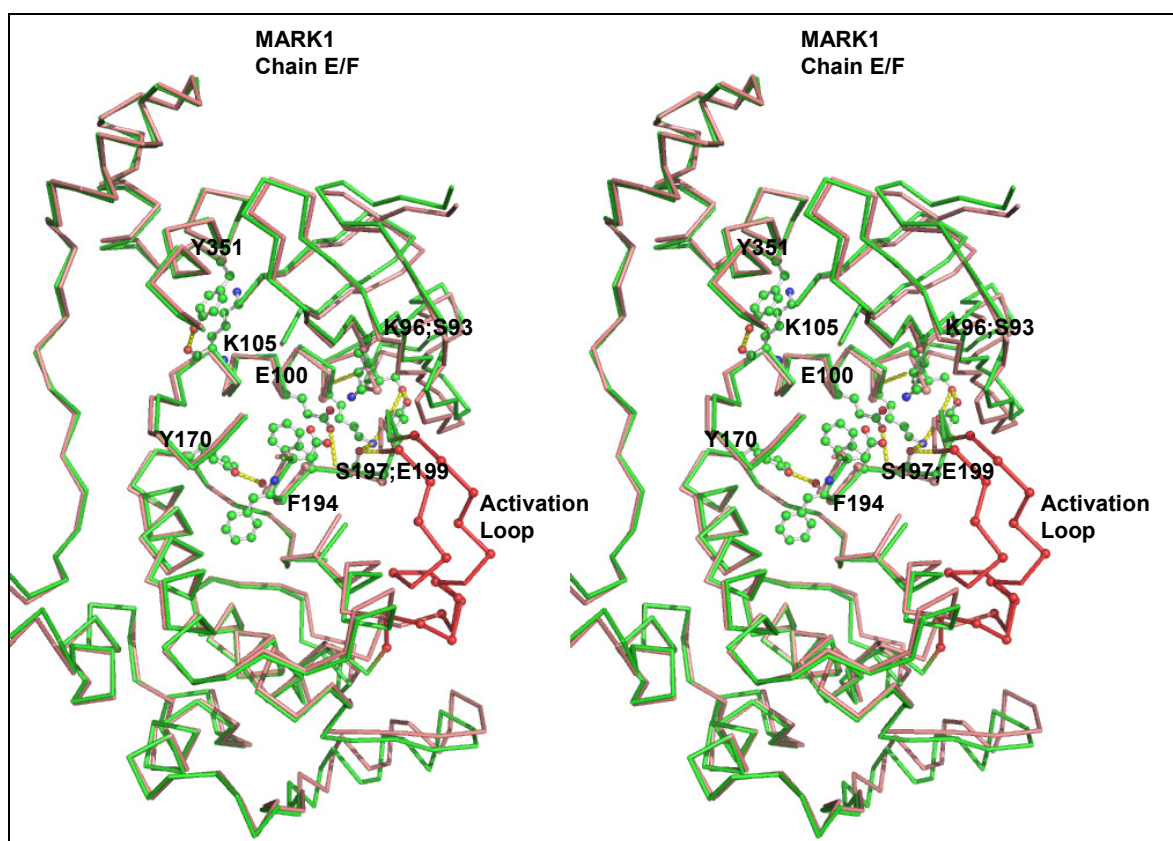 MARK1
Chain E/F
Y351
K105
K96;S93
E100
Y170
S197;E199
F194
Activation
Loop
MARK1
Chain E/F
Y351
K105
K96;S93
E100
Y170
S197;E199
F194
Activation
Loop